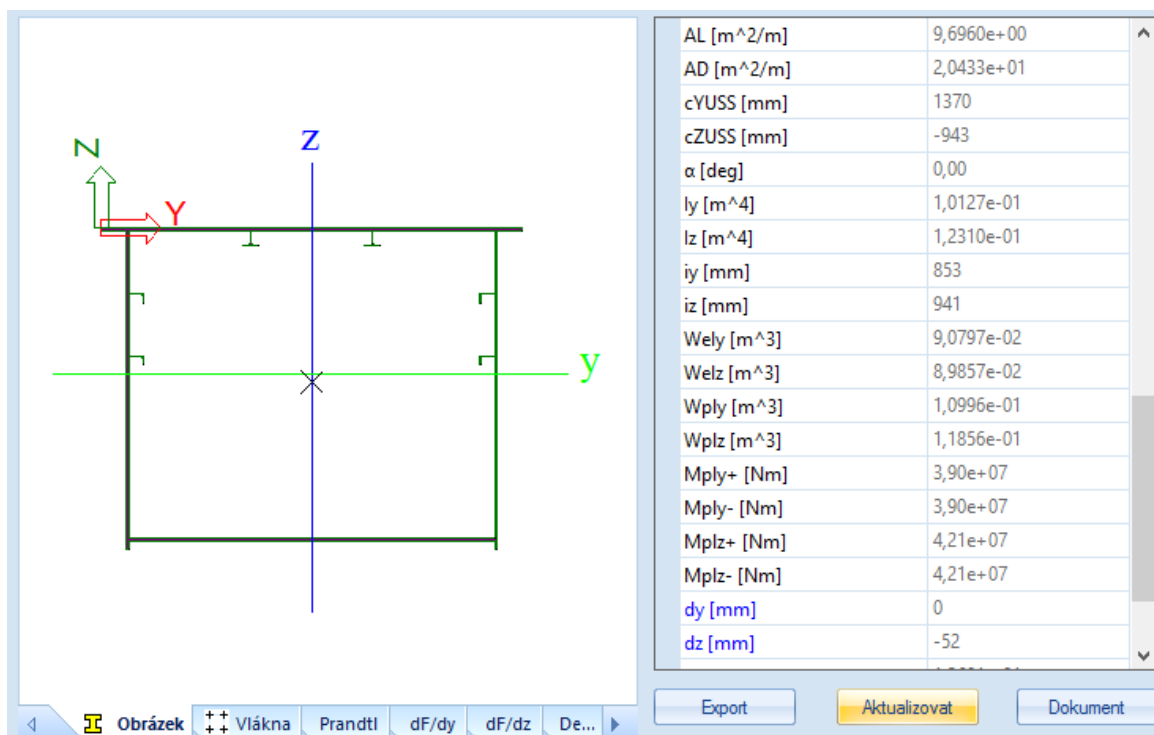 z
N
Y
y
Obrázek Vlákna Prandtl dF/dy dF/dz De...
AL [m^2/m] 9,6960e+00
AD [m^2/m] 2,0433e+01
cYUSS [mm] 1370
cZUSS [mm] -943
α [deg] 0,00
Iy [m^4] 1,0127e-01
Iz [m^4] 1,2310e-01
iy [mm] 853
iz [mm] 941
Wely [m^3] 9,0797e-02
Welz [m^3] 8,9857e-02
Wply [m^3] 1,0996e-01
Wplz [m^3] 1,1856e-01
Mply+ [Nm] 3,90e+07
Mply- [Nm] 3,90e+07
Mplz+ [Nm] 4,21e+07
Mplz- [Nm] 4,21e+07
dy [mm] 0
dz [mm] -52
Export Aktualizovat Dokument